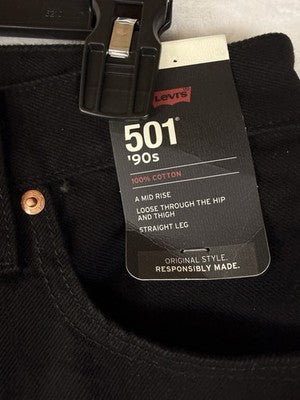 Levi's
501®
'90s
100% COTTON
A MID RISE
LOOSE THROUGH THE HIP
AND THIGH
STRAIGHT LEG
ORIGINAL STYLE.
RESPONSIBLY MADE.